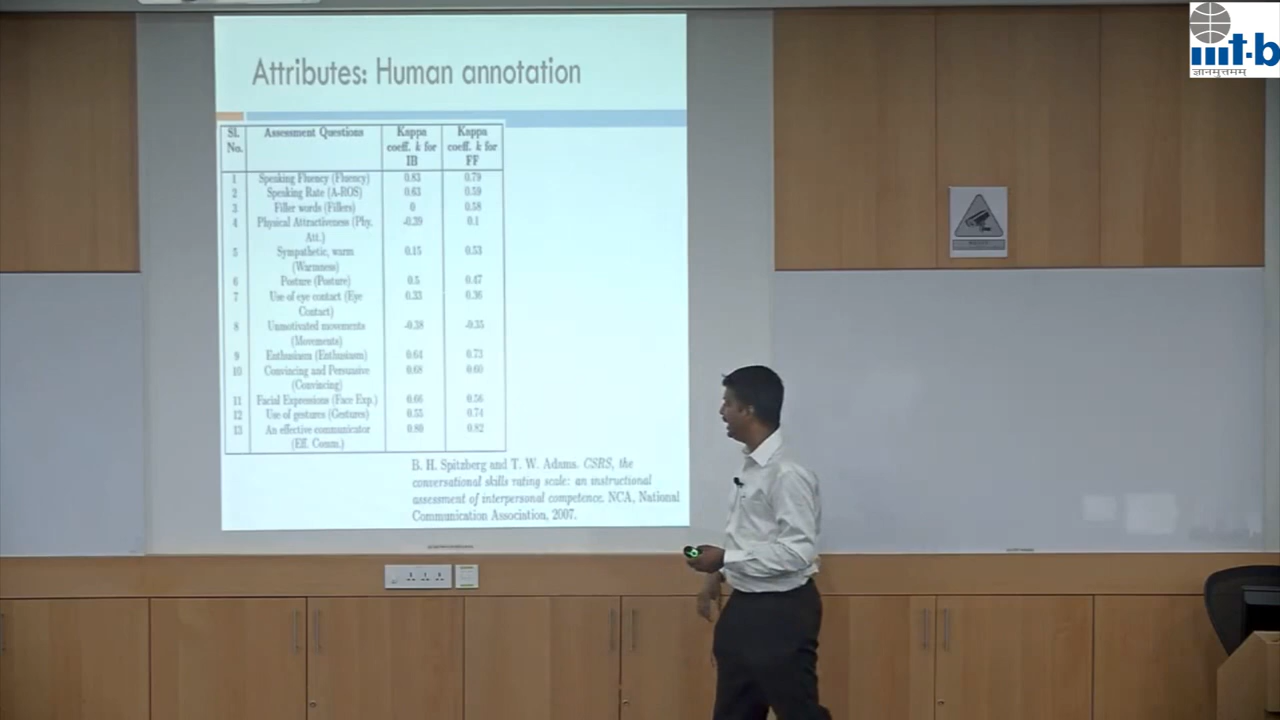 iiit-b
ज्ञानमुत्तमम्
Attributes: Human annotation
Sl. No. Assessment Questions Kappa coeff. k for IB Kappa coeff. k for FF
1 Speaking Fluency (Fluency) 0.83 0.79
2 Speaking Rate (A-ROS) 0.63 0.59
3 Filler words (Fillers) 0 0.58
4 Physical Attractiveness (Phy. Att.) -0.39 0.1
5 Sympathetic, warm (Warmness) 0.15 0.53
6 Posture (Posture) 0.5 0.47
7 Use of eye contact (Eye Contact) 0.33 0.36
8 Unmotivated movements (Movements) -0.38 -0.35
9 Enthusiasm (Enthusiasm) 0.64 0.73
10 Convincing and Persuasive (Convincing) 0.68 0.60
11 Facial Expressions (Face Exp.) 0.66 0.56
12 Use of gestures (Gestures) 0.55 0.74
13 An effective communicator (Eff. Comm.) 0.80 0.82
B. H. Spitzberg and T. W. Adams. CSRS, the
conversational skills rating scale: an instructional
assessment of interpersonal competence. NCA, National
Communication Association, 2007.